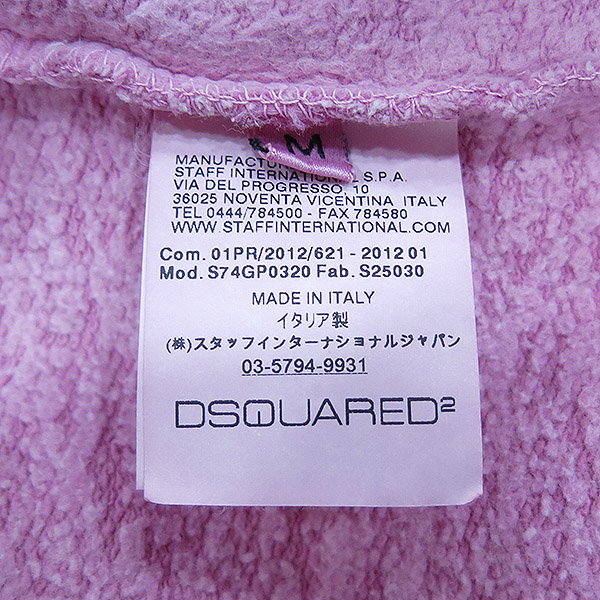 M
MANUFACTU
STAFF INTERNATIONAL S.P.A.
VIA DEL PROGRESSO, 10
36025 NOVENTA VICENTINA ITALY
TEL 0444/784500 - FAX 784580
WWW.STAFFINTERNATIONAL.COM
Com. 01PR/2012/621 - 2012 01
Mod. S74GP0320 Fab. S25030
MADE IN ITALY
イタリア製
(株)スタッフインターナショナルジャパン
03-5794-9931
DSQUARED²